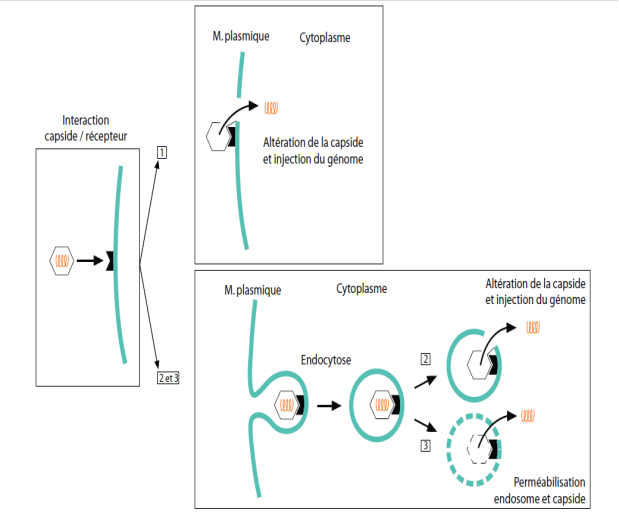 Interaction
capside / récepteur
1
2 et 3
M. plasmique Cytoplasme
Altération de la capside
et injection du génome
M. plasmique Cytoplasme
Endocytose
2
3
Altération de la capside
et injection du génome
Perméabilisation
endosome et capside